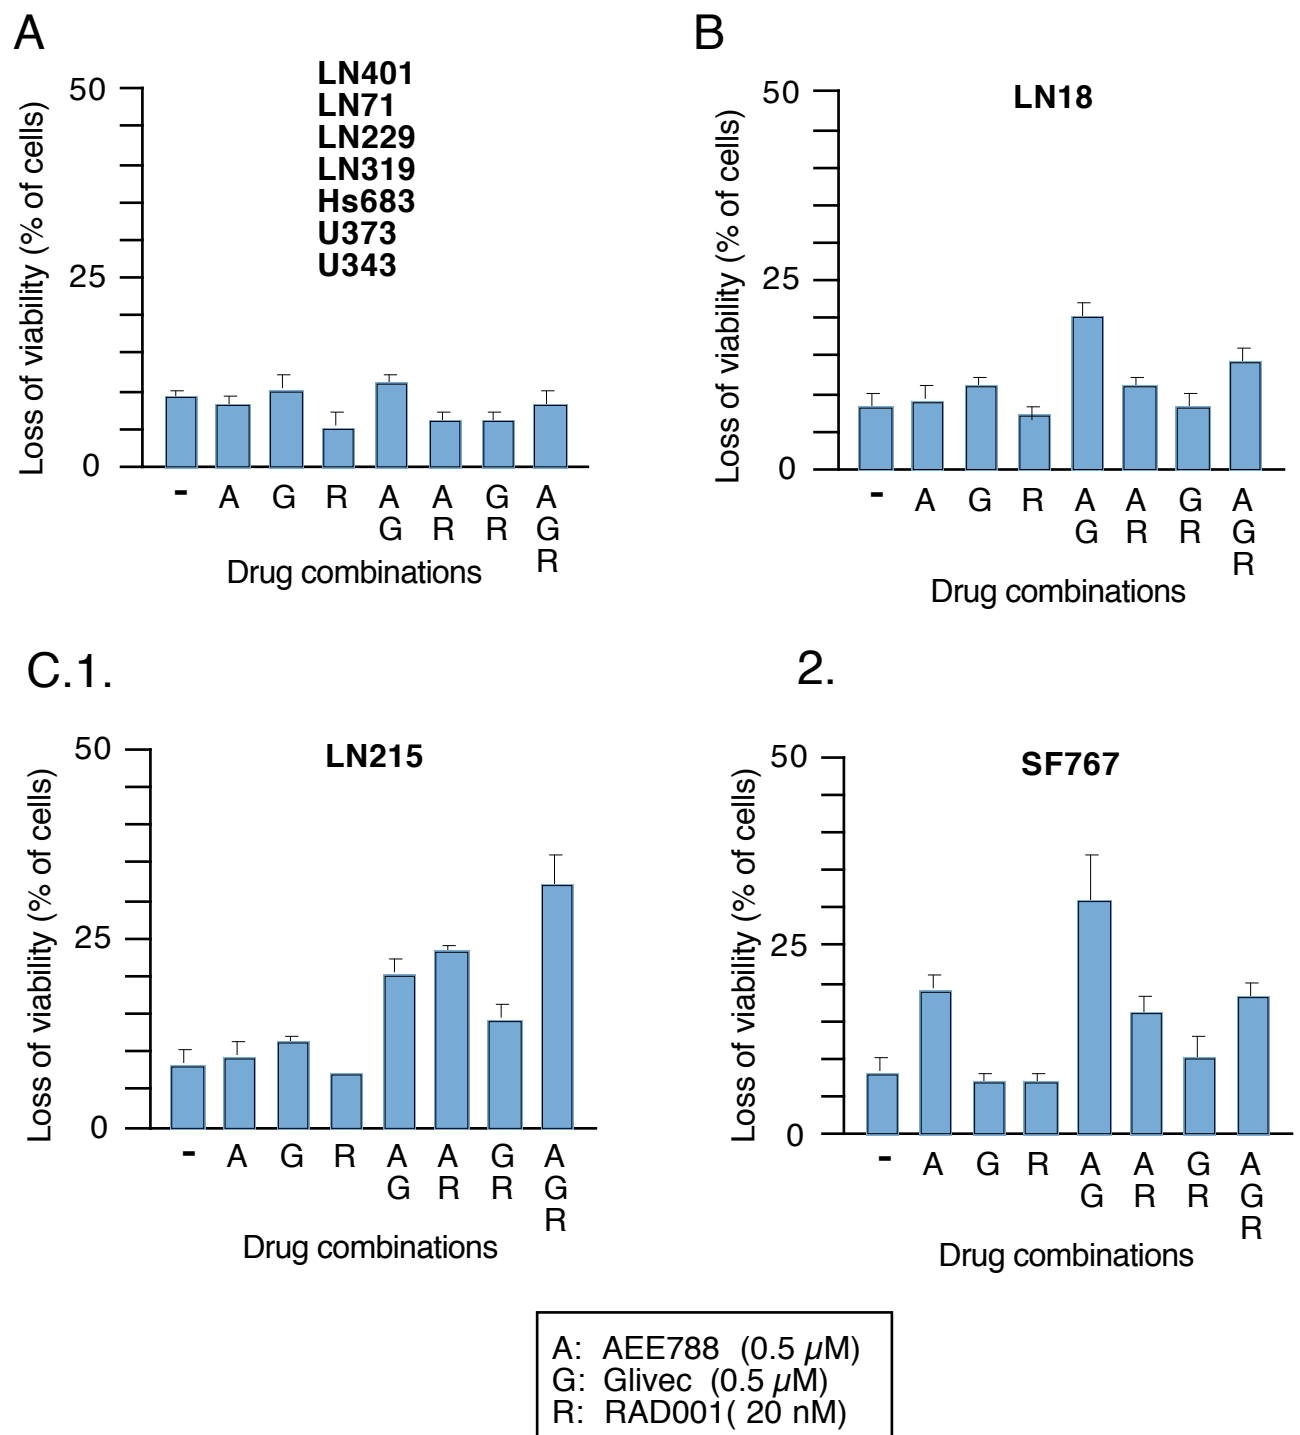 A
LN401
LN71
LN229
LN319
Hs683
U373
U343
50
25
0
Loss of viability (% of cells)
- A G R A A G A
G R R G
R
Drug combinations
B
LN18
50
25
0
Loss of viability (% of cells)
- A G R A A G A
G R R G
R
Drug combinations
C.1.
LN215
50
25
0
Loss of viability (% of cells)
- A G R A A G A
G R R G
R
Drug combinations
2.
SF767
50
25
0
Loss of viability (% of cells)
- A G R A A G A
G R R G
R
Drug combinations
A: AEE788 (0.5 µM)
G: Glivec (0.5 µM)
R: RAD001( 20 nM)